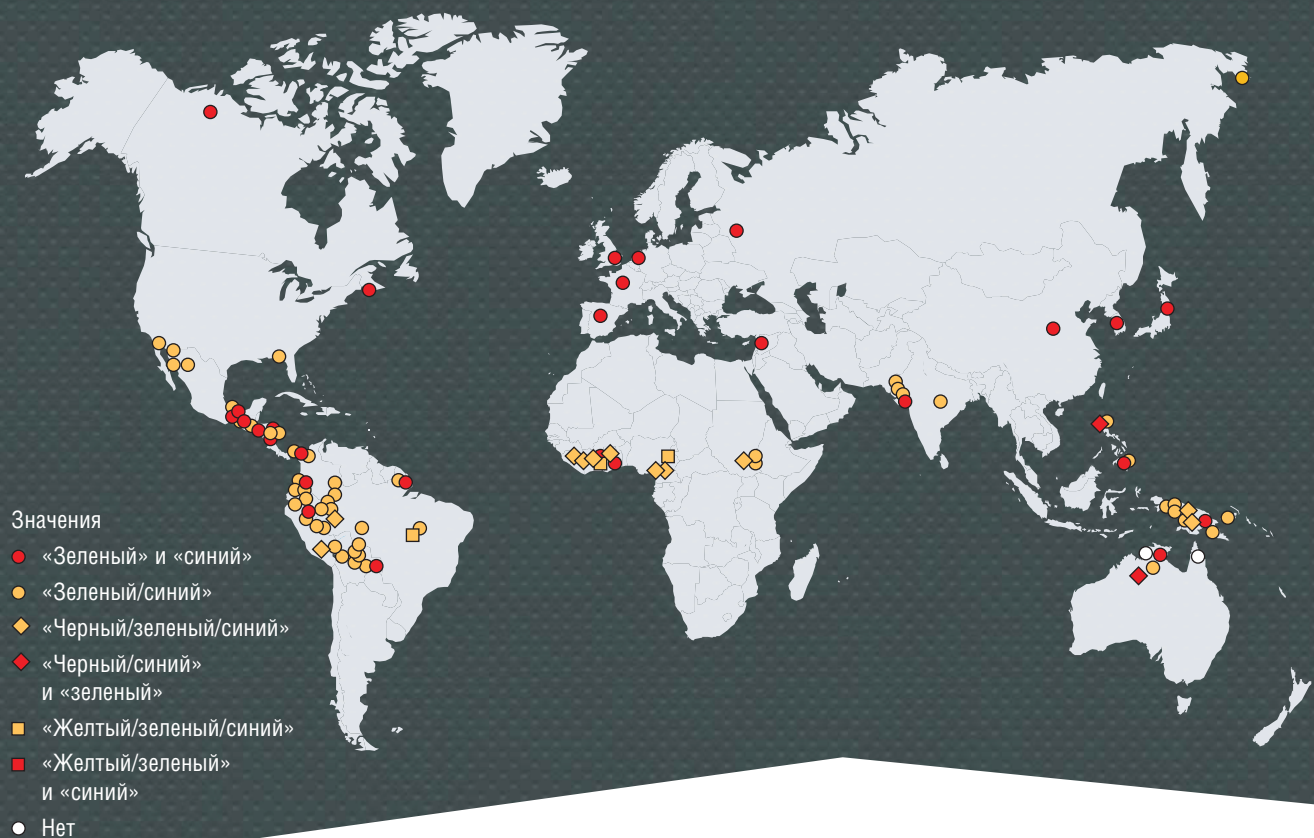 Значения
«Зеленый» и «синий»
«Зеленый/синий»
«Черный/зеленый/синий»
«Черный/синий»
и «зеленый»
«Желтый/зеленый/синий»
«Желтый/зеленый»
и «синий»
Нет